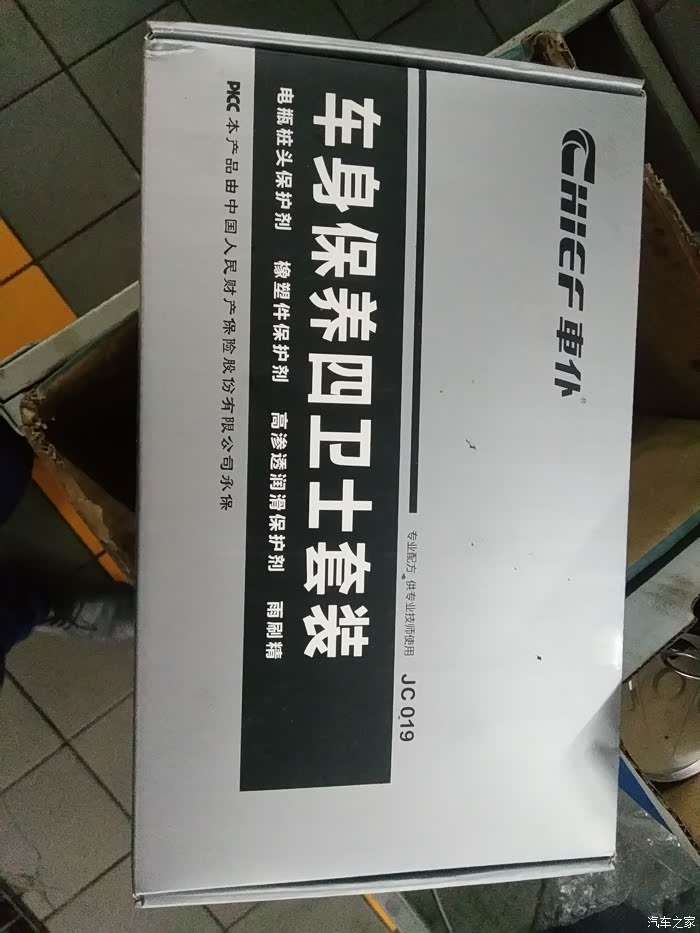 CHIEF 車仆®
专业配方 供专业技师使用 JC019
车身保养四卫士套装
电瓶桩头保护剂 橡塑件保护剂 高渗透润滑保护剂 雨刷精
PICC 本产品由中国人民财产保险股份有限公司承保
汽车之家